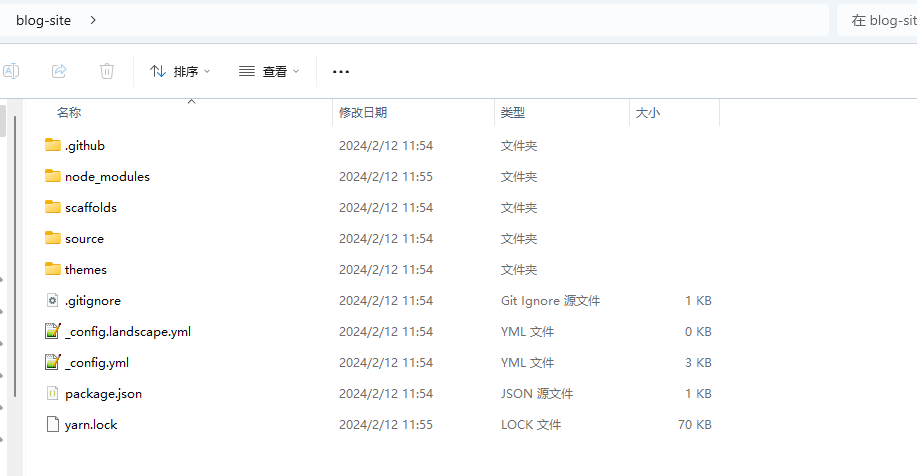 blog-site
在 blog-sit
排序
查看
名称 修改日期 类型 大小
.github 2024/2/12 11:54 文件夹
node_modules 2024/2/12 11:55 文件夹
scaffolds 2024/2/12 11:54 文件夹
source 2024/2/12 11:54 文件夹
themes 2024/2/12 11:54 文件夹
.gitignore 2024/2/12 11:54 Git Ignore 源文件 1 KB
_config.landscape.yml 2024/2/12 11:54 YML 文件 0 KB
_config.yml 2024/2/12 11:54 YML 文件 3 KB
package.json 2024/2/12 11:54 JSON 源文件 1 KB
yarn.lock 2024/2/12 11:55 LOCK 文件 70 KB